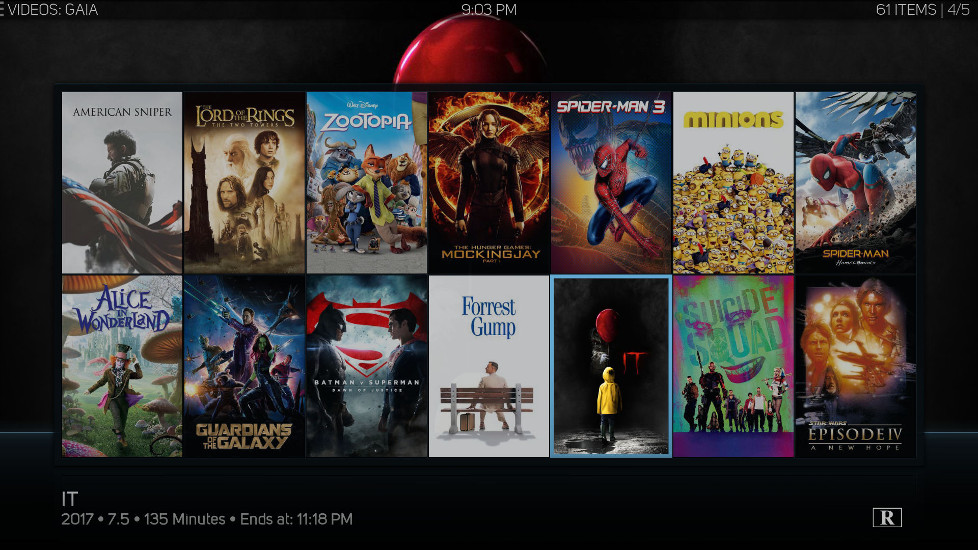 VIDEOS: GAIA
9:03 PM
61 ITEMS | 4/5
AMERICAN SNIPER
THE
LORD OF THE RINGS
THE TWO TOWERS
Walt Disney
ZOOTOPIA
THE HUNGER GAMES:
MOCKINGJAY
PART 1
SPIDER-MAN 3
MINIONS
SPIDER-MAN
HOMECOMING
ALICE
IN
WONDERLAND
GUARDIANS
OF THE GALAXY
BATMAN v SUPERMAN
DAWN OF JUSTICE
Forrest
Gump
IT
SUICIDE
SQUAD
STAR WARS
EPISODE IV
A NEW HOPE
IT
2017 • 7.5 • 135 Minutes • Ends at: 11:18 PM
R